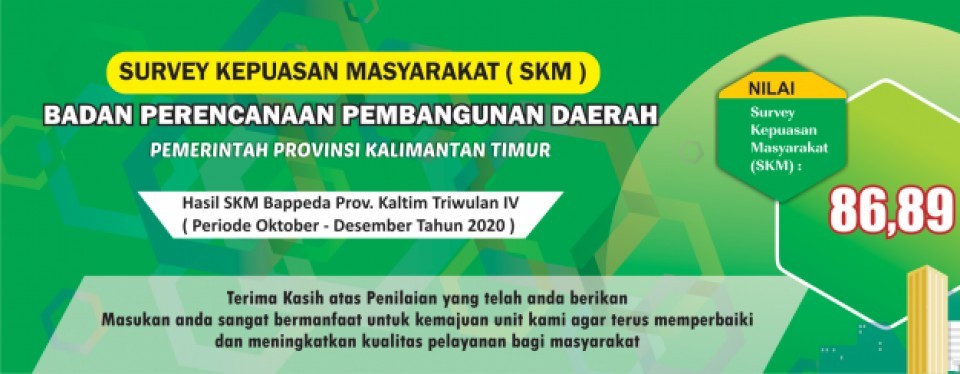 SURVEY KEPUASAN MASYARAKAT ( SKM )
BADAN PERENCANAAN PEMBANGUNAN DAERAH
PEMERINTAH PROVINSI KALIMANTAN TIMUR
Hasil SKM Bappeda Prov. Kaltim Triwulan IV
( Periode Oktober - Desember Tahun 2020 )
Terima Kasih atas Penilaian yang telah anda berikan
Masukan anda sangat bermanfaat untuk kemajuan unit kami agar terus memperbaiki
dan meningkatkan kualitas pelayanan bagi masyarakat
NILAI
Survey
Kepuasan
Masyarakat
(SKM) :
86,89